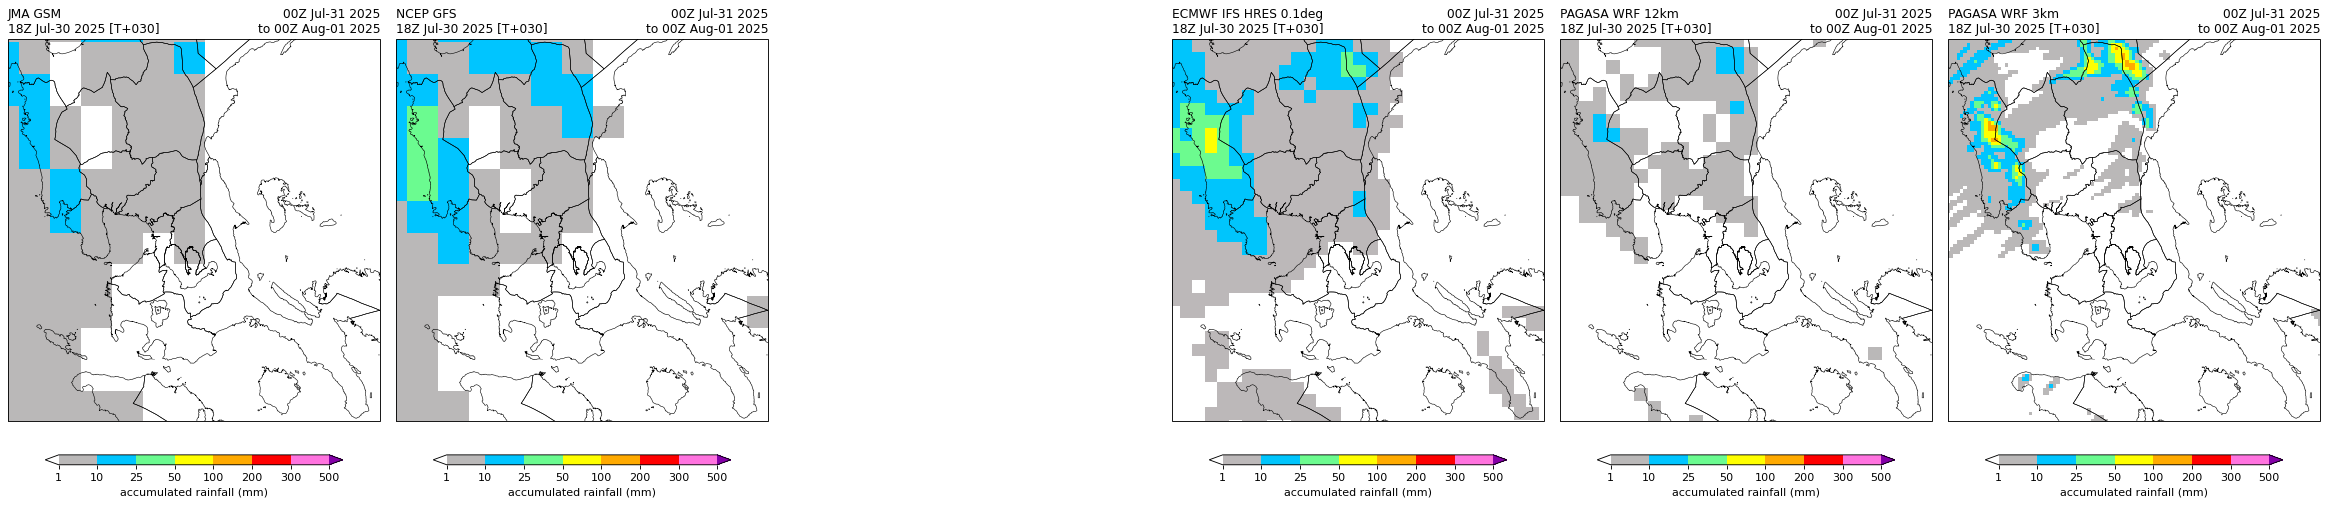 JMA GSM 00Z Jul-31 2025
18Z Jul-30 2025 [T+030] to 00Z Aug-01 2025
1 10 25 50 100 200 300 500
accumulated rainfall (mm)
NCEP GFS 00Z Jul-31 2025
18Z Jul-30 2025 [T+030] to 00Z Aug-01 2025
1 10 25 50 100 200 300 500
accumulated rainfall (mm)
ECMWF IFS HRES 0.1deg 00Z Jul-31 2025
18Z Jul-30 2025 [T+030] to 00Z Aug-01 2025
1 10 25 50 100 200 300 500
accumulated rainfall (mm)
PAGASA WRF 12km 00Z Jul-31 2025
18Z Jul-30 2025 [T+030] to 00Z Aug-01 2025
1 10 25 50 100 200 300 500
accumulated rainfall (mm)
PAGASA WRF 3km 00Z Jul-31 2025
18Z Jul-30 2025 [T+030] to 00Z Aug-01 2025
1 10 25 50 100 200 300 500
accumulated rainfall (mm)